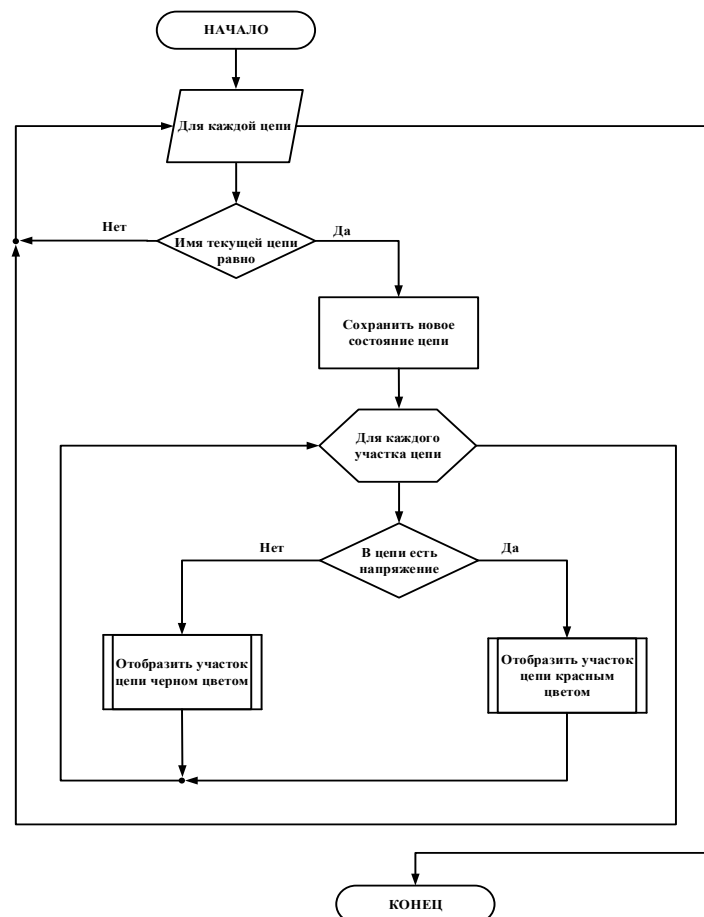 НАЧАЛО
Для каждой цепи
Нет
Да
Имя текущей цепи
равно
Сохранить новое
состояние цепи
Для каждого
участка цепи
Нет
Да
В цепи есть
напряжение
Отобразить участок
цепи черном цветом
Отобразить участок
цепи красным
цветом
КОНЕЦ